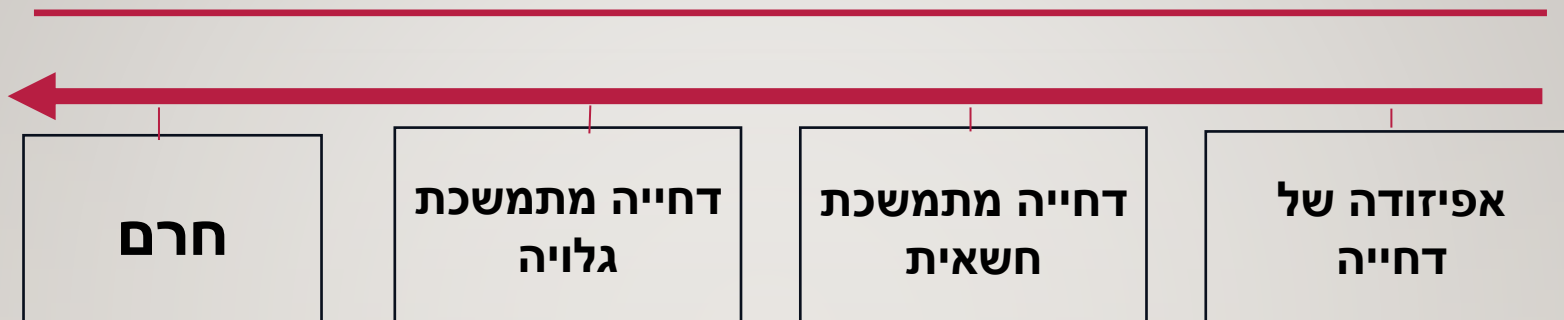 אפיזודה של
דחייה
דחייה מתמשכת
חשאית
דחייה מתמשכת
גלויה
חרם